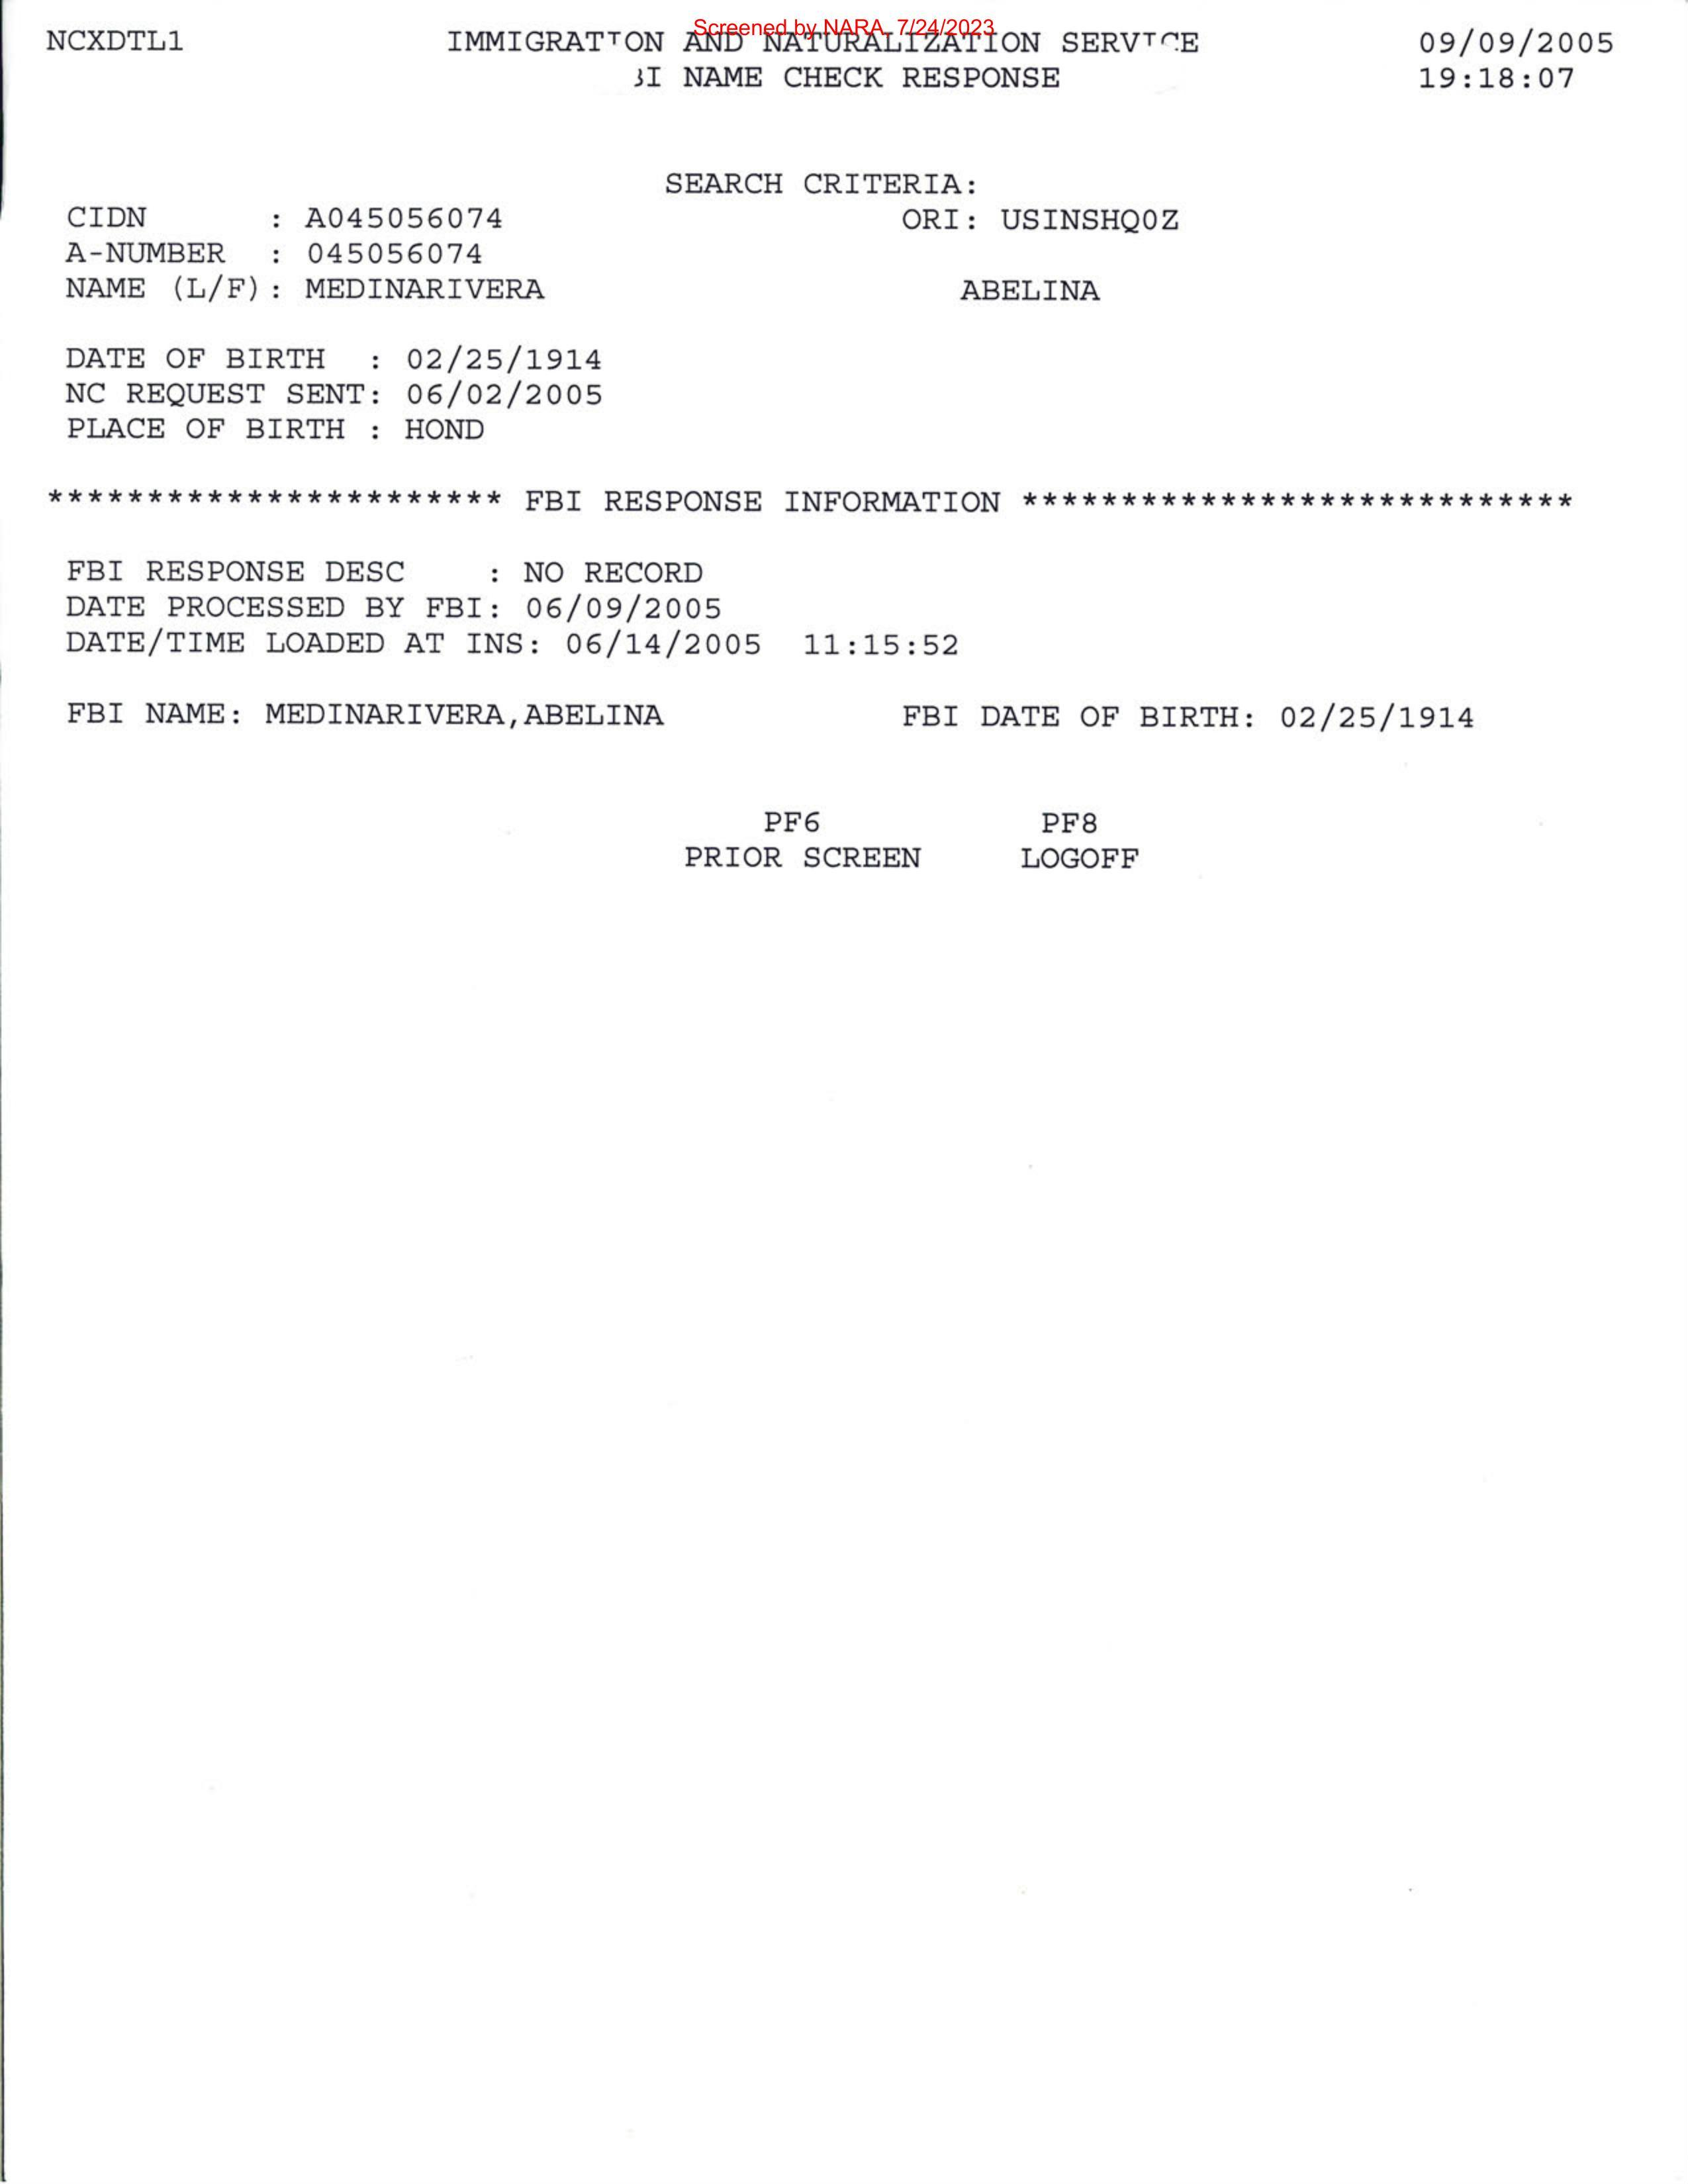 Screened by NARA, 7/24/2023
NCXDTL1 IMMIGRATION AND NATURALIZATION SERVICE 09/09/2005
BI NAME CHECK RESPONSE 19:18:07
SEARCH CRITERIA:
CIDN : A045056074 ORI: USINSHQ0Z
A-NUMBER : 045056074
NAME (L/F): MEDINARIVERA ABELINA
DATE OF BIRTH : 02/25/1914
NC REQUEST SENT: 06/02/2005
PLACE OF BIRTH : HOND
*********************** FBI RESPONSE INFORMATION ****************************
FBI RESPONSE DESC : NO RECORD
DATE PROCESSED BY FBI: 06/09/2005
DATE/TIME LOADED AT INS: 06/14/2005 11:15:52
FBI NAME: MEDINARIVERA,ABELINA FBI DATE OF BIRTH: 02/25/1914
PF6 PF8
PRIOR SCREEN LOGOFF